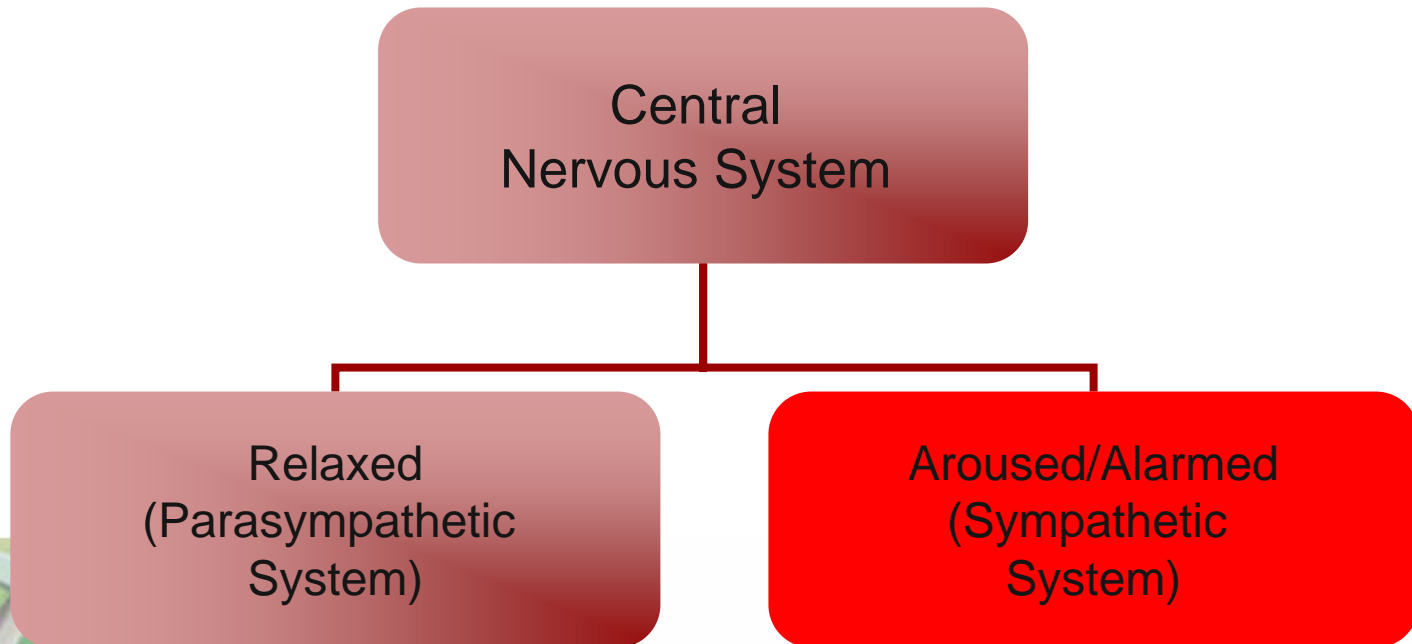 Central
Nervous System
Relaxed
(Parasympathetic
System)
Aroused/Alarmed
(Sympathetic
System)